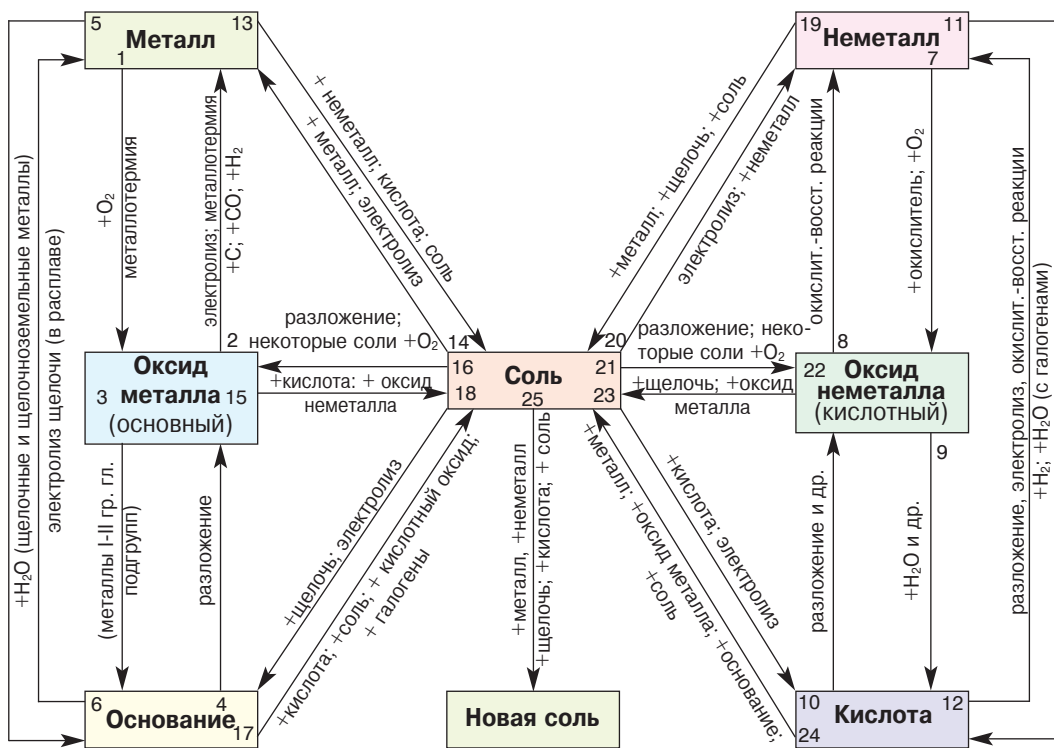 5 Металл 13
1
19 Неметалл 11
7
+H₂O (щелочные и щелочноземельные металлы)
электролиз щелочи (в расплаве)
+O₂
металлотермия
электролиз; металлотермия
+C; +CO; +H₂
+ неметалл; кислота; соль
+ металл; электролиз
+металл; +щелочь; +соль
электролиз; +неметалл
окислит.-восст. реакции
+окислитель; +O₂
разложение, электролиз, окислит.-восст. реакции
+H₂; +H₂O (с галогенами)
2
разложение;
некоторые соли +O₂
14
20
разложение; неко-
торые соли +O₂
8
Оксид
3 металла 15
(основный)
+кислота: + оксид
неметалла
16 Соль 21
18 25 23
+щелочь; +оксид
металла
22 Оксид
неметалла
(кислотный)
9
(металлы I-II гр. гл.
подгрупп)
разложение
+щелочь; электролиз
+кислота; +соль; + кислотный оксид;
+ галогены
+металл, +неметалл
+щелочь; +кислота; + соль
+кислота; электролиз
+металл; +оксид металла; +основание;
+соль
разложение и др.
+H₂O и др.
6 4
Основание
17
Новая соль
10 Кислота 12
24